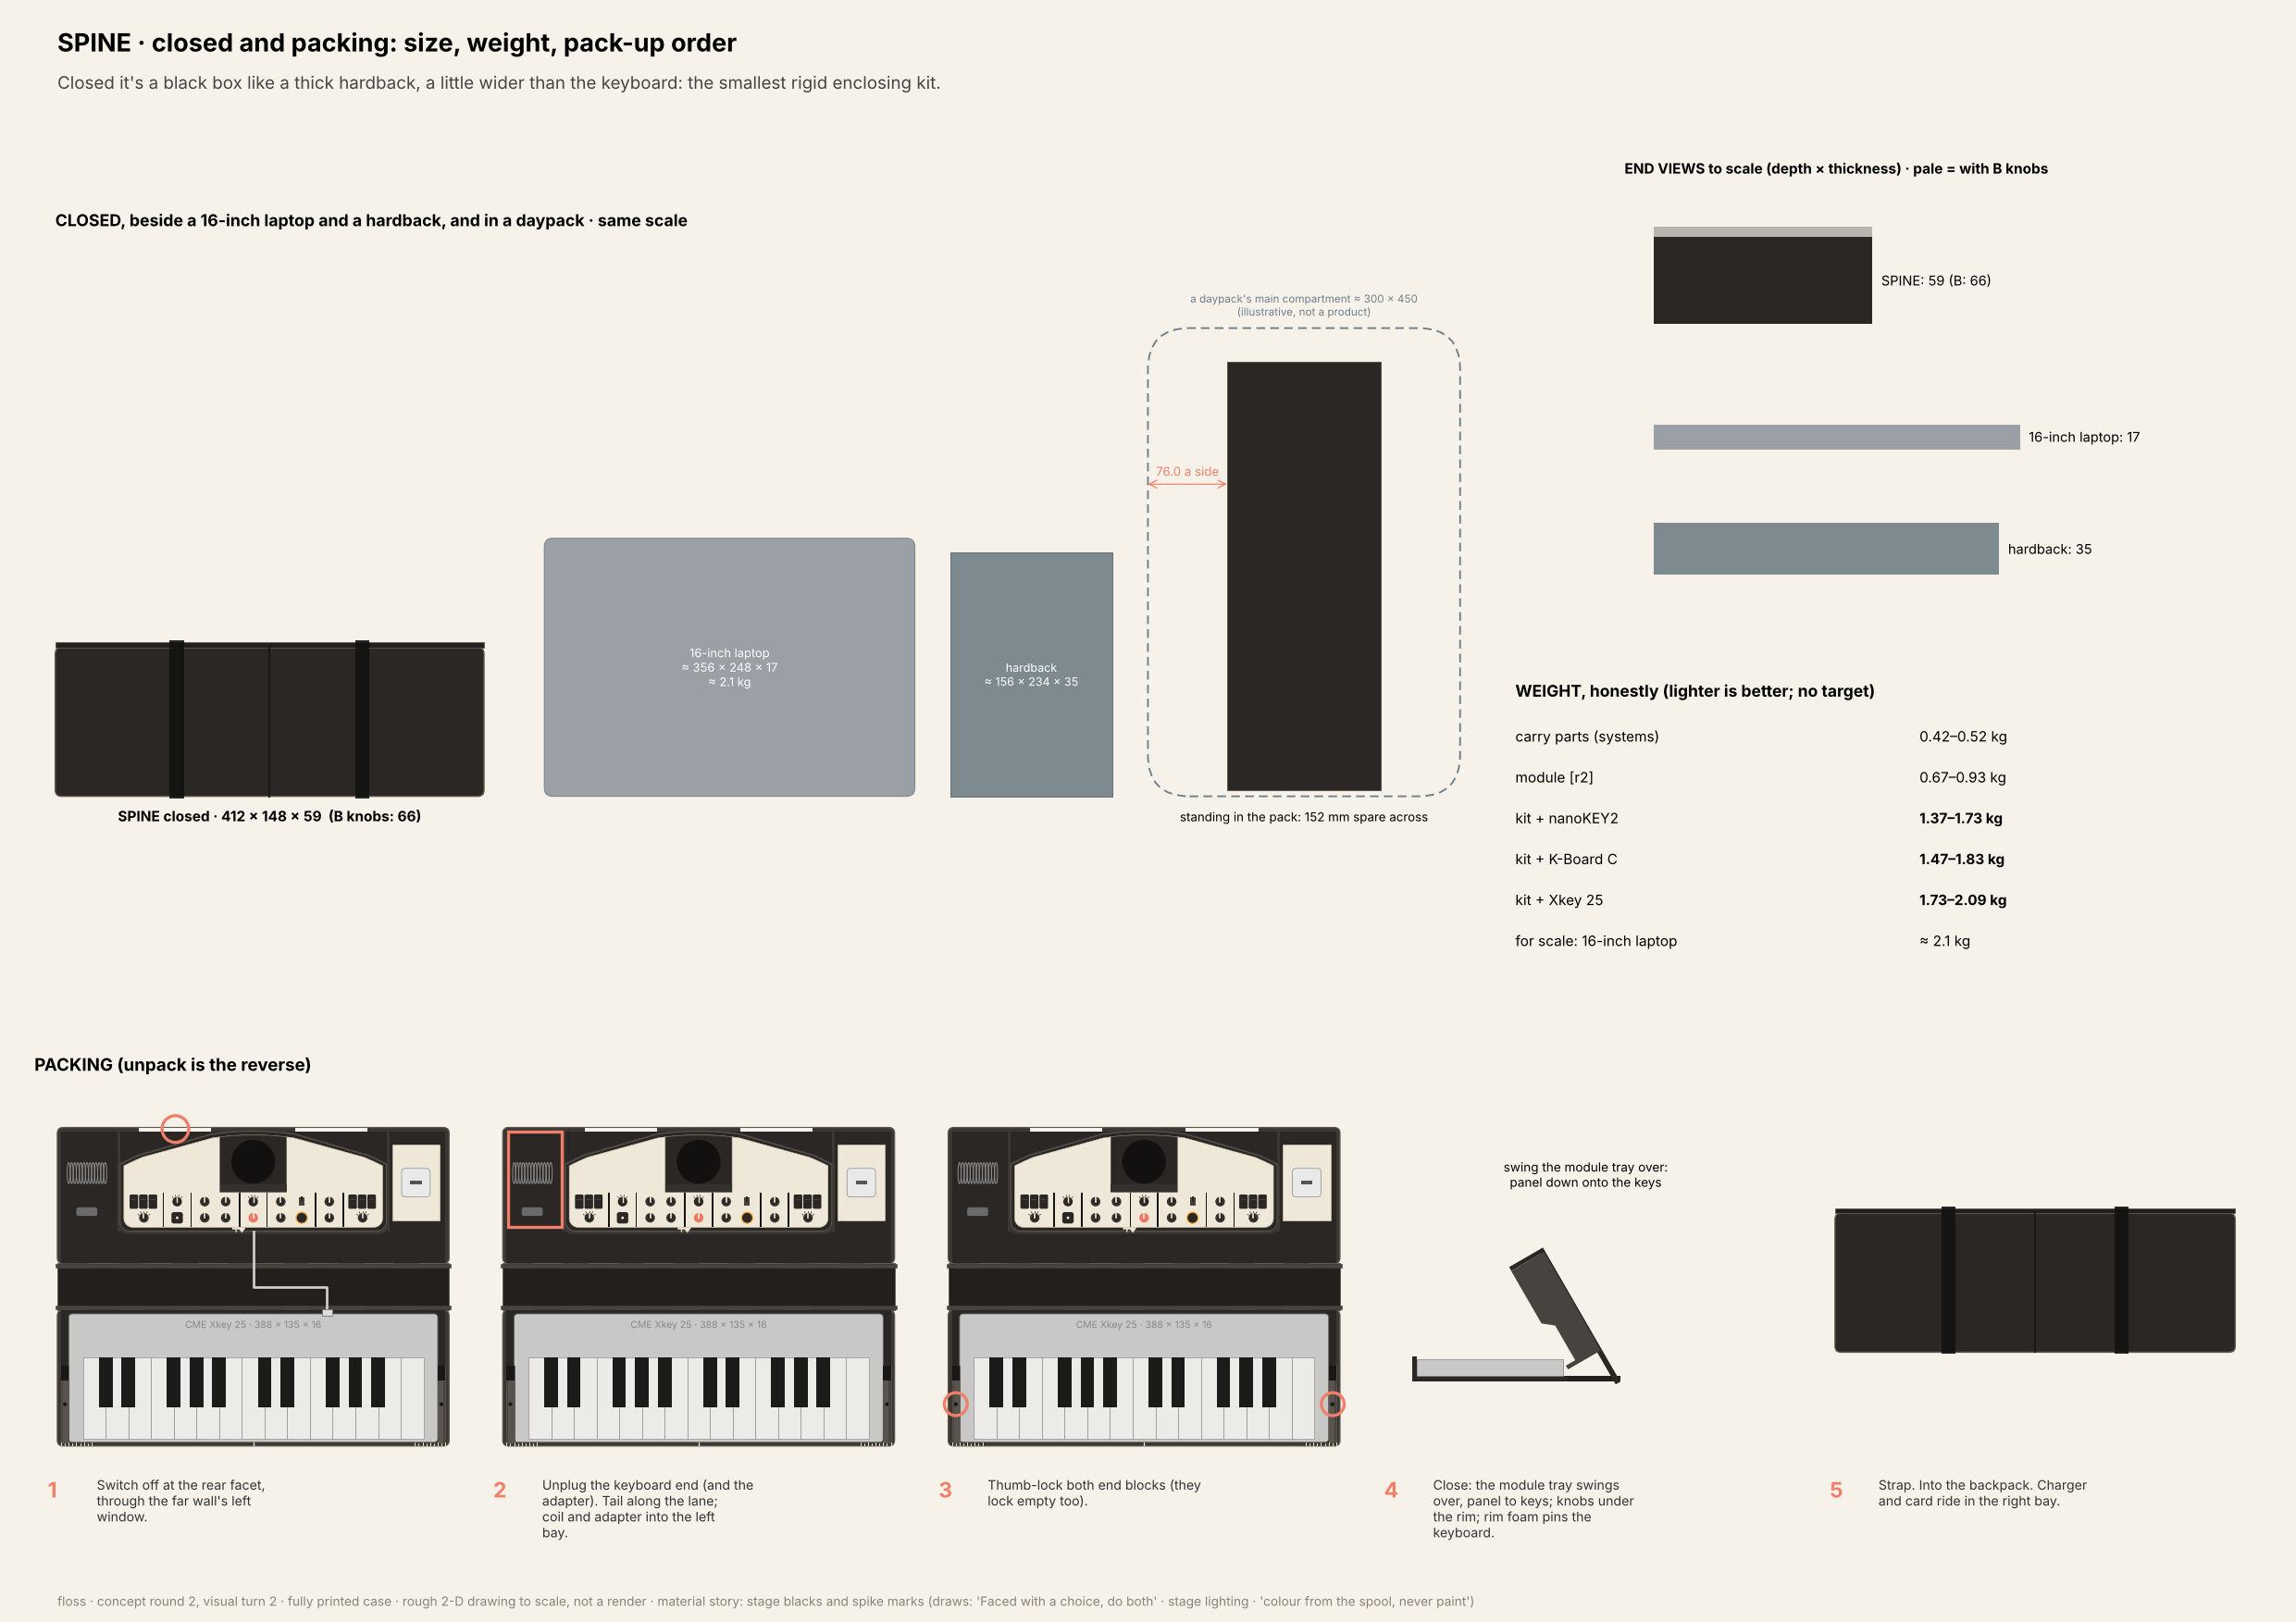 SPINE · closed and packing: size, weight, pack-up order
Closed it's a black box like a thick hardback, a little wider than the keyboard: the smallest rigid enclosing kit.
END VIEWS to scale (depth × thickness) · pale = with B knobs
CLOSED, beside a 16-inch laptop and a hardback, and in a daypack · same scale
SPINE: 59 (B: 66)
a daypack's main compartment ≈ 300 × 450
(illustrative, not a product)
16-inch laptop: 17
76.0 a side
hardback: 35
16-inch laptop
≈ 356 × 248 × 17
≈ 2.1 kg
hardback
≈ 156 × 234 × 35
SPINE closed · 412 × 148 × 59 (B knobs: 66)
standing in the pack: 152 mm spare across
WEIGHT, honestly (lighter is better; no target)
carry parts (systems) 0.42–0.52 kg
module [r2] 0.67–0.93 kg
kit + nanoKEY2 1.37–1.73 kg
kit + K-Board C 1.47–1.83 kg
kit + Xkey 25 1.73–2.09 kg
for scale: 16-inch laptop ≈ 2.1 kg
PACKING (unpack is the reverse)
CME Xkey 25 · 388 × 135 × 16
CME Xkey 25 · 388 × 135 × 16
CME Xkey 25 · 388 × 135 × 16
swing the module tray over:
panel down onto the keys
1
Switch off at the rear facet,
through the far wall's left
window.
2
Unplug the keyboard end (and the
adapter). Tail along the lane;
coil and adapter into the left
bay.
3
Thumb-lock both end blocks (they
lock empty too).
4
Close: the module tray swings
over, panel to keys; knobs under
the rim; rim foam pins the
keyboard.
5
Strap. Into the backpack. Charger
and card ride in the right bay.
floss · concept round 2, visual turn 2 · fully printed case · rough 2-D drawing to scale, not a render · material story: stage blacks and spike marks (draws: 'Faced with a choice, do both' · stage lighting · 'colour from the spool, never paint')